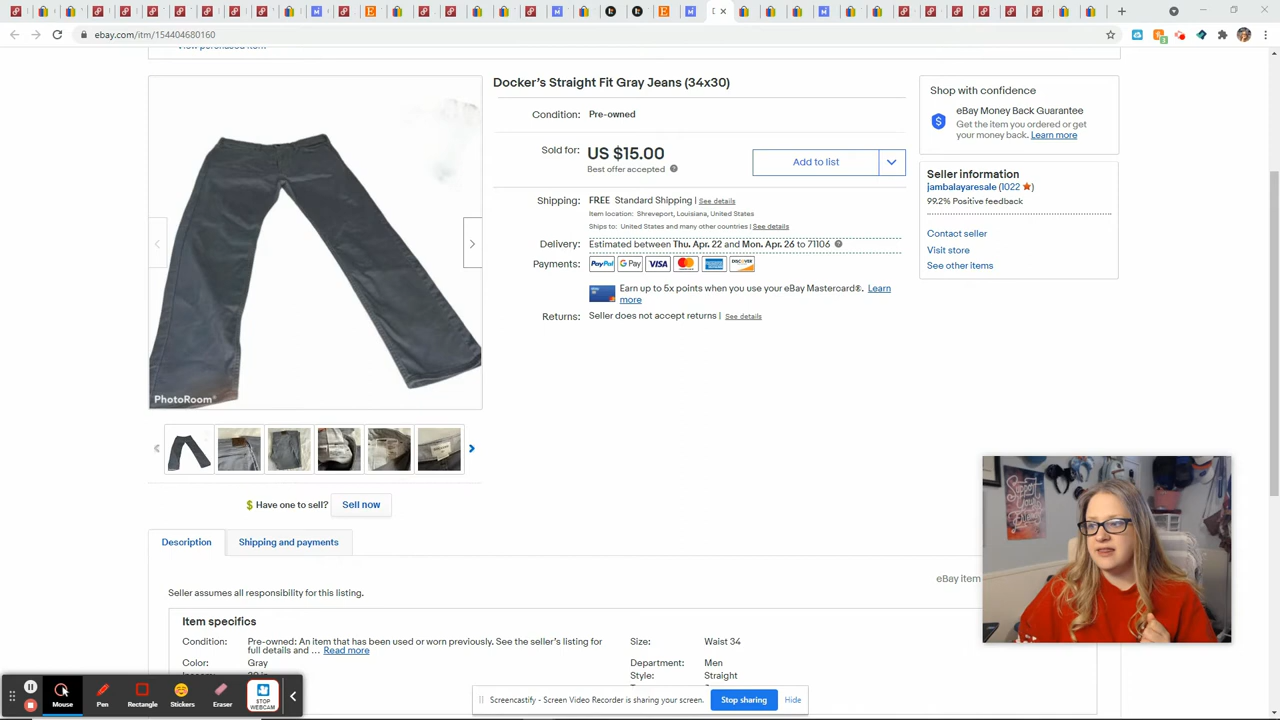 ebay.com/itm/154404680160
View purchased item
Docker's Straight Fit Gray Jeans (34x30)
Condition: Pre-owned
Sold for: US $15.00
Best offer accepted
Add to list
Shipping: FREE Standard Shipping | See details
Item location: Shreveport, Louisiana, United States
Ships to: United States and many other countries | See details
Delivery: Estimated between Thu. Apr. 22 and Mon. Apr. 26 to 71106
Payments: PayPal G Pay VISA
DISCOVER
Earn up to 5x points when you use your eBay Mastercard®. Learn
more
Returns: Seller does not accept returns | See details
Shop with confidence
eBay Money Back Guarantee
Get the item you ordered or get
your money back. Learn more
Seller information
jambalayaresale (1022 )
99.2% Positive feedback
Contact seller
Visit store
See other items
PhotoRoom
Have one to sell? Sell now
Description
Shipping and payments
eBay item
Seller assumes all responsibility for this listing.
Item specifics
Condition: Pre-owned: An item that has been used or worn previously. See the seller's listing for
full details and ... Read more
Color: Gray
Size: Waist 34
Department: Men
Style: Straight
Support
Your
Mouse
Pen
Rectangle
Stickers
Eraser
STOP
WEBCAM
Screencastify - Screen Video Recorder is sharing your screen.
Stop sharing
Hide